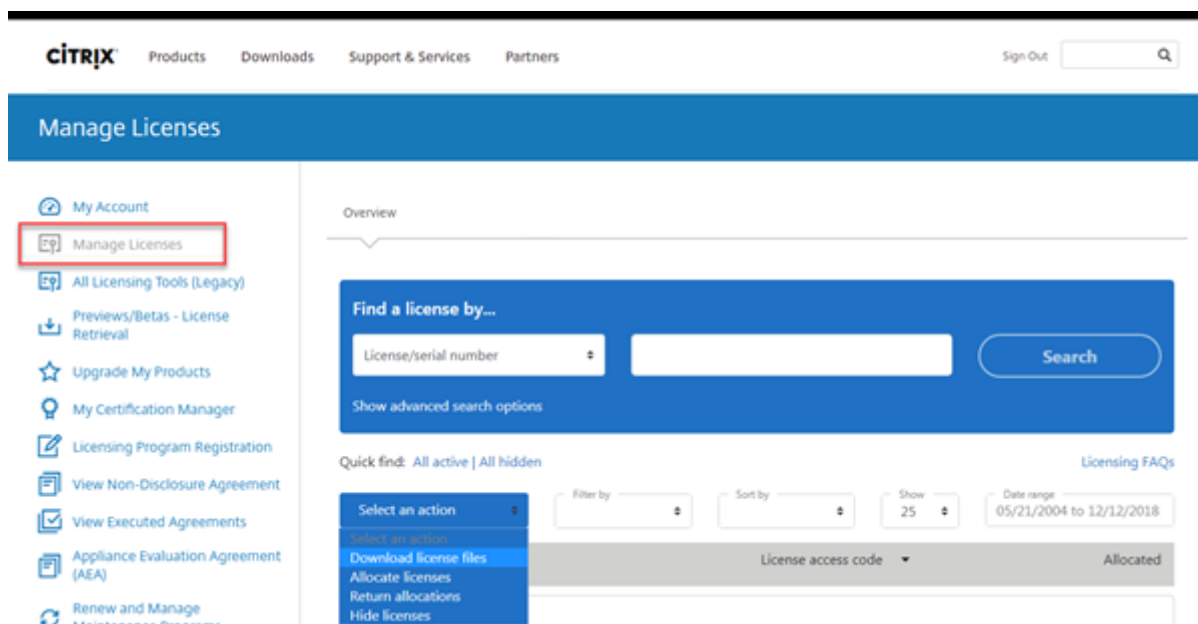 CİTRIX Products Downloads Support & Services Partners Sign Out
Manage Licenses
My Account
Manage Licenses
All Licensing Tools (Legacy)
Previews/Betas - License
Retrieval
Upgrade My Products
My Certification Manager
Licensing Program Registration
View Non-Disclosure Agreement
View Executed Agreements
Appliance Evaluation Agreement
(AEA)
Renew and Manage
Maintenance Programs
Overview
Find a license by...
License/serial number
Search
Show advanced search options
Quick find: All active | All hidden
Licensing FAQs
Select an action
Filter by
Sort by
Show
25
Date range
05/21/2004 to 12/12/2018
Select an action
Download license files
Allocate licenses
Return allocations
Hide licenses
License access code
Allocated